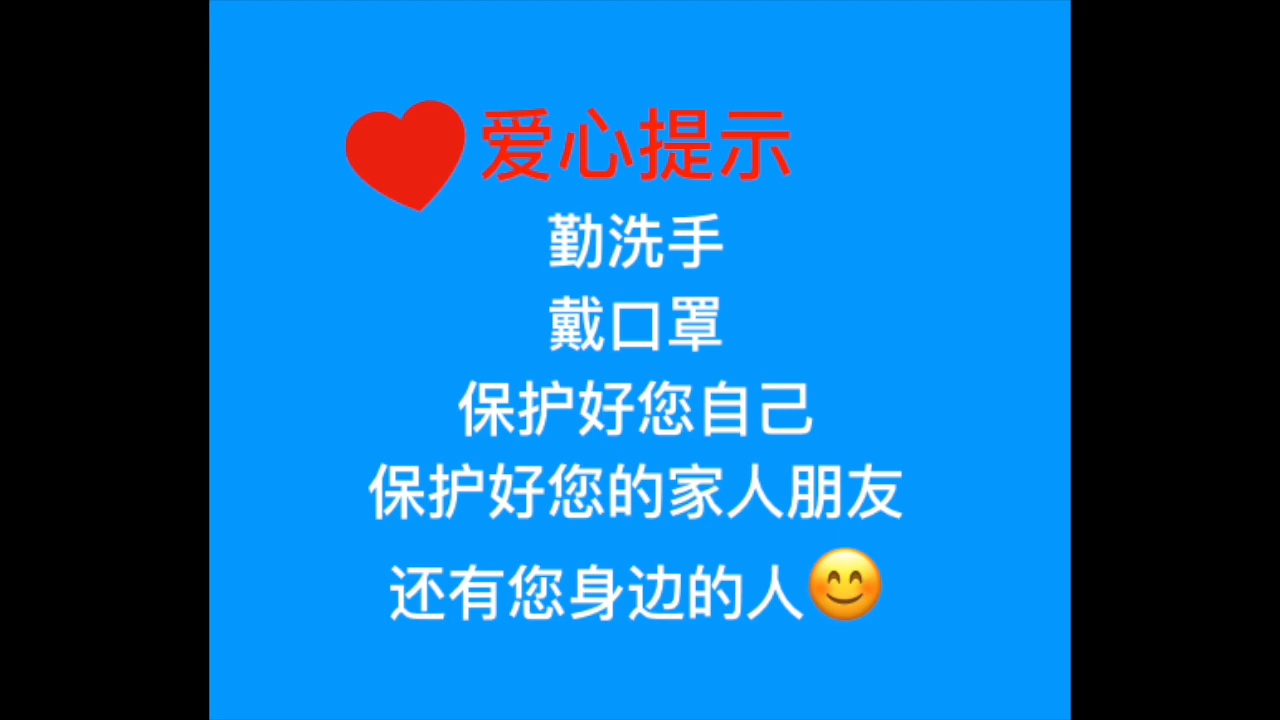 爱心提示
勤洗手
戴口罩
保护好您自己
保护好您的家人朋友
还有您身边的人😊